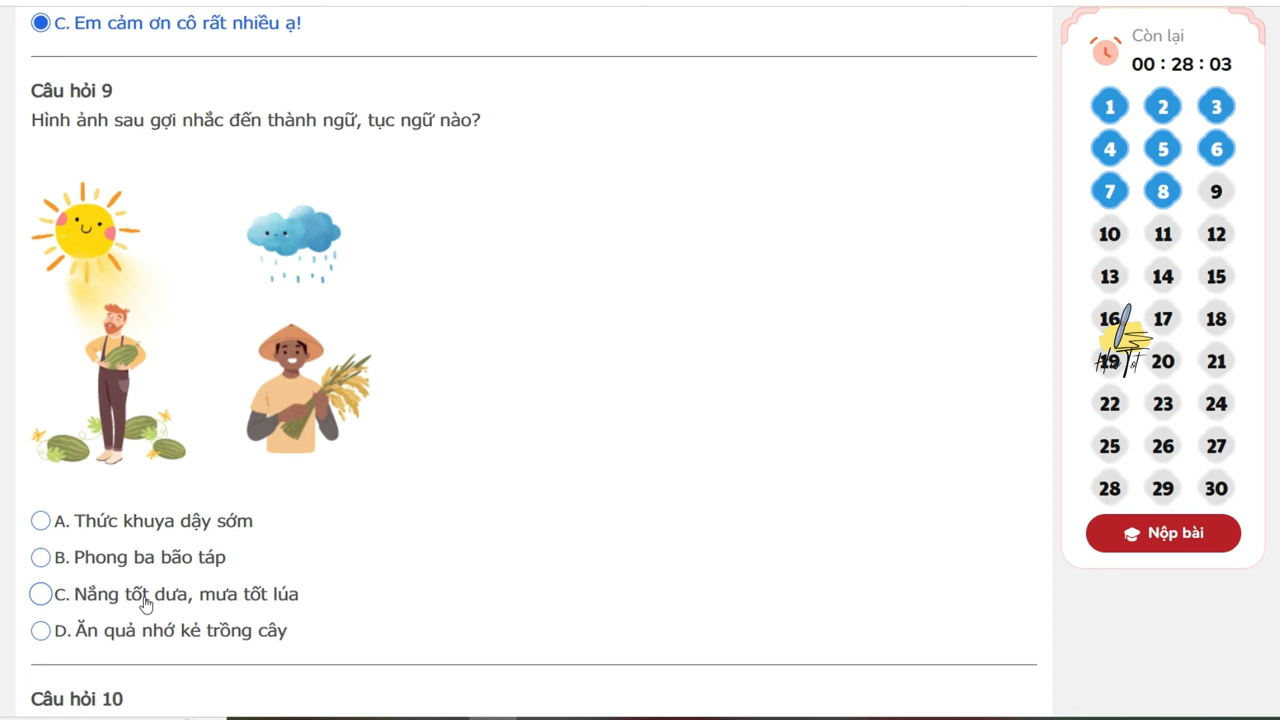 C. Em cảm ơn cô rất nhiều ạ!
Câu hỏi 9
Hình ảnh sau gợi nhắc đến thành ngữ, tục ngữ nào?
A. Thức khuya dậy sớm
B. Phong ba bão táp
C. Nắng tốt dưa, mưa tốt lúa
D. Ăn quả nhớ kẻ trồng cây
Câu hỏi 10
Còn lại
00 : 28 : 03
1 2 3
4 5 6
7 8 9
10 11 12
13 14 15
16 17 18
19 20 21
22 23 24
25 26 27
28 29 30
Nộp bài